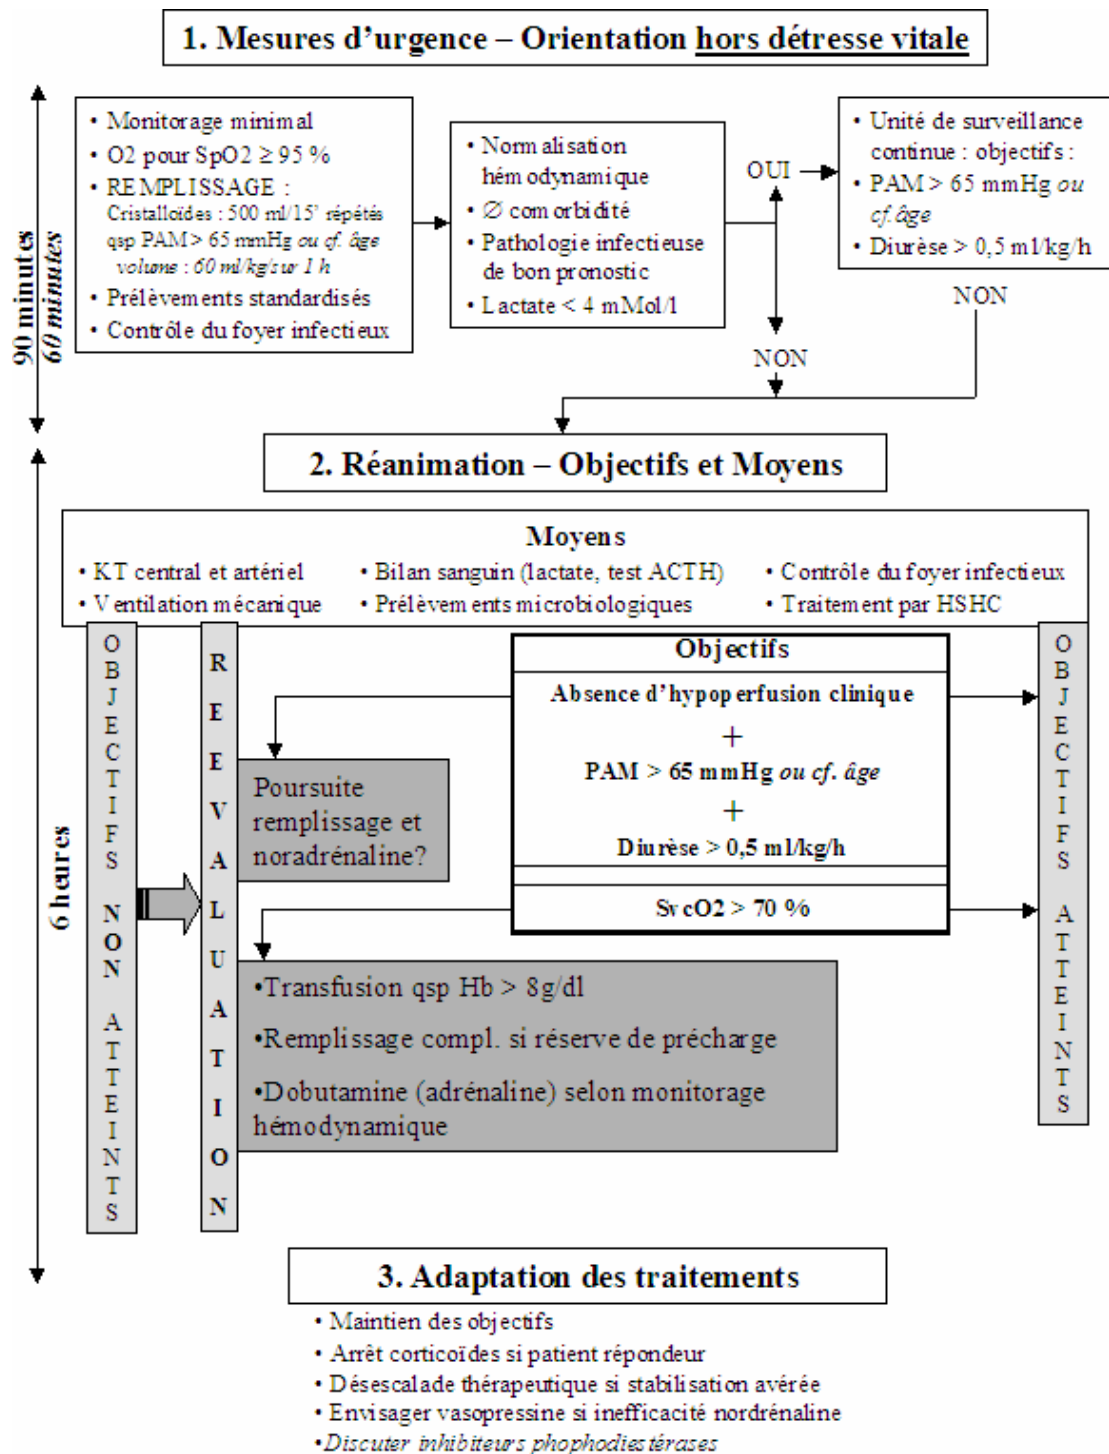 1. Mesures d’urgence – Orientation hors détresse vitale
90 minutes
60 minutes
• Monitorage minimal
• O2 pour SpO2 ≥ 95 %
• REMPLISSAGE :
Cristalloïdes : 500 ml/15’ répétés
qsp PAM > 65 mmHg ou cf. âge
volume : 60 ml/kg/sur 1 h
• Prélèvements standardisés
• Contrôle du foyer infectieux
• Normalisation
hémodynamique
• Ø comorbidité
• Pathologie infectieuse
de bon pronostic
• Lactate < 4 mMol/l
OUI
NON
• Unité de surveillance
continue : objectifs :
• PAM > 65 mmHg ou
cf. âge
• Diurèse > 0,5 ml/kg/h
NON
2. Réanimation – Objectifs et Moyens
6 heures
Moyens
• KT central et artériel
• Ventilation mécanique
• Bilan sanguin (lactate, test ACTH)
• Prélèvements microbiologiques
• Contrôle du foyer infectieux
• Traitement par HSHC
OBJECTIFS NON ATTEINTS
REEVALUATION
Objectifs
Absence d’hypoperfusion clinique
+
PAM > 65 mmHg ou cf. âge
+
Diurèse > 0,5 ml/kg/h
SvcO2 > 70 %
OBJECTIFS ATTEINTS
Poursuite
remplissage et
noradrénaline?
•Transfusion qsp Hb > 8g/dl
•Remplissage compl. si réserve de précharge
•Dobutamine (adrénaline) selon monitorage
hémodynamique
3. Adaptation des traitements
• Maintien des objectifs
• Arrêt corticoïdes si patient répondeur
• Désescalade thérapeutique si stabilisation avérée
• Envisager vasopressine si inefficacité nordrénaline
•Discuter inhibiteurs phophodiestérases